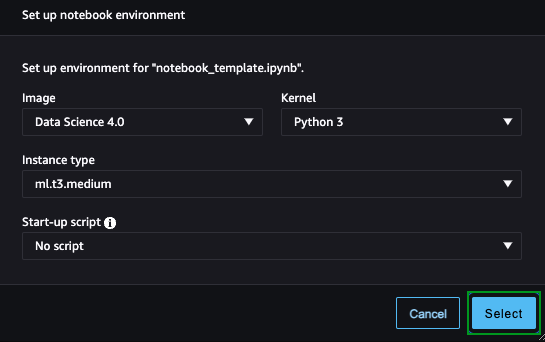 Set up notebook environment
Set up environment for "notebook_template.ipynb".
Image Kernel
Data Science 4.0 Python 3
Instance type
ml.t3.medium
Start-up script
No script
Cancel Select